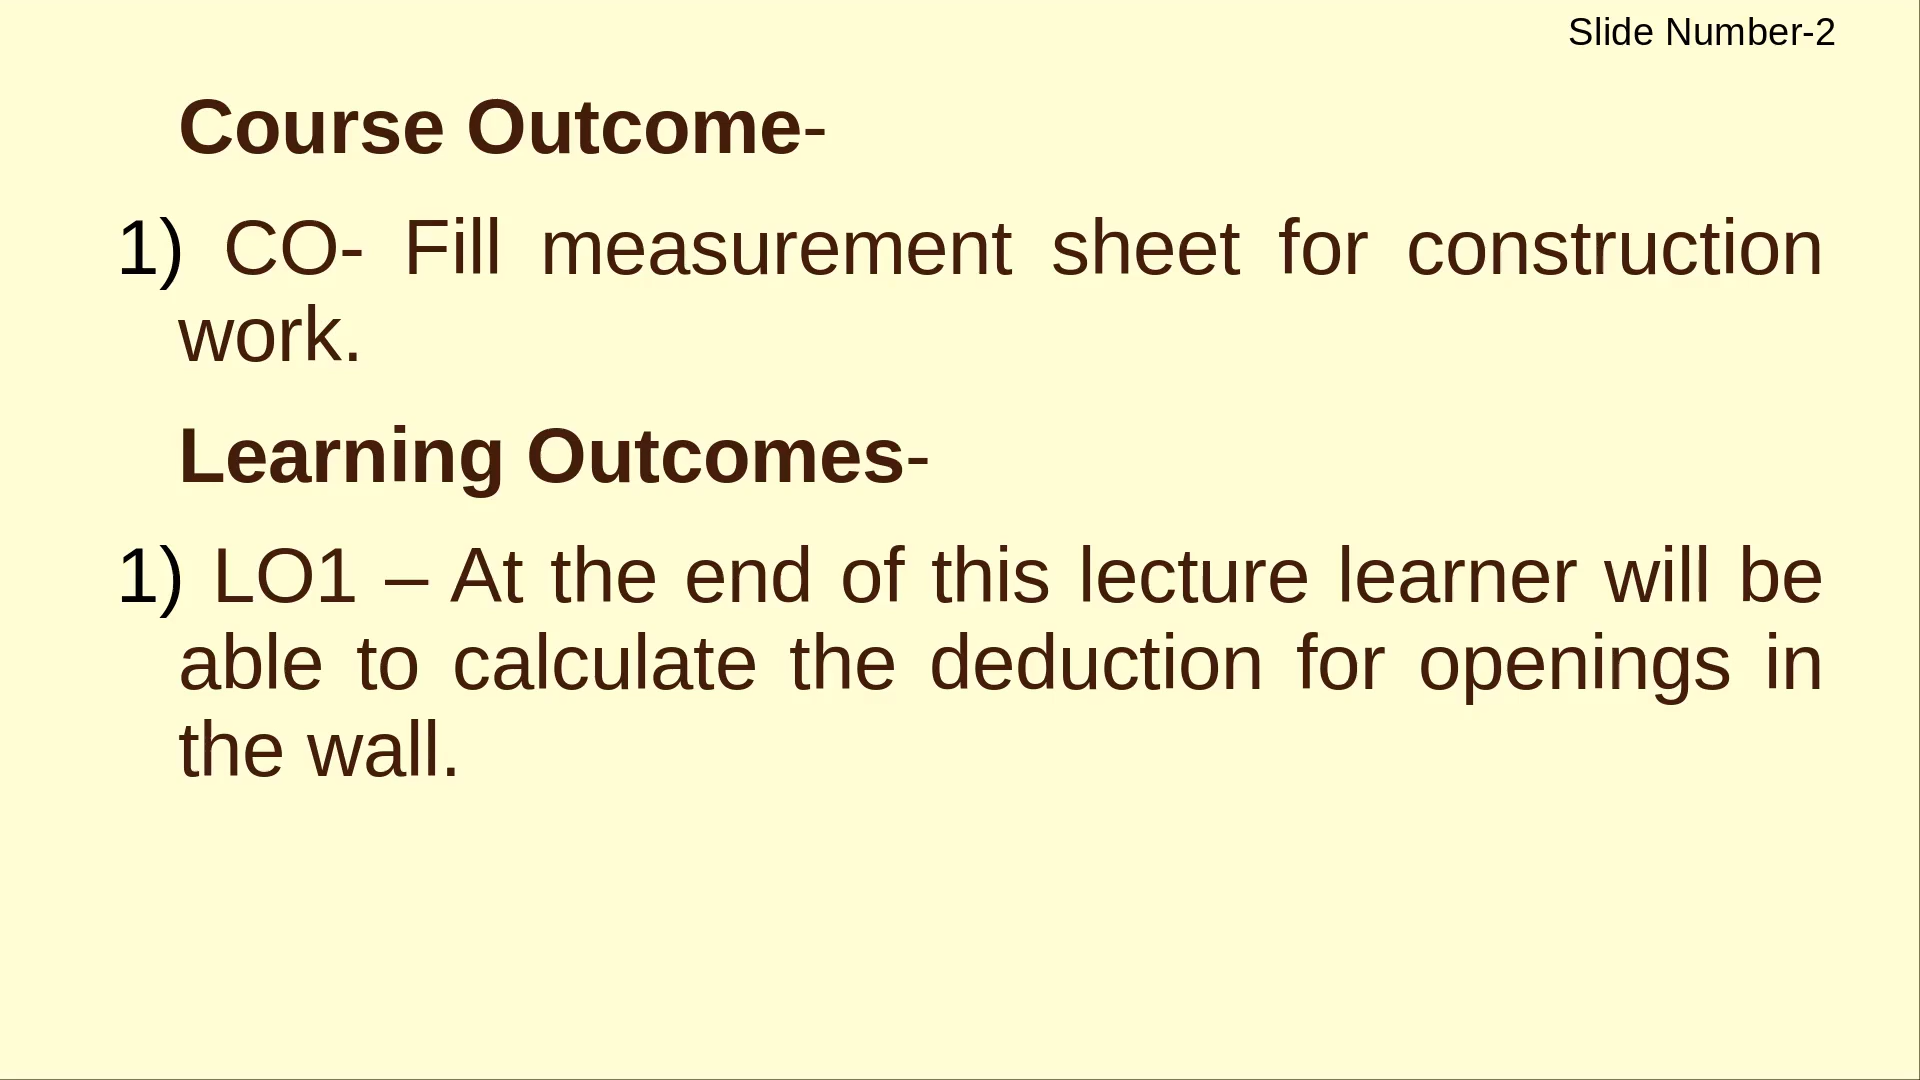 Slide Number-2
Course Outcome-
1) CO- Fill measurement sheet for construction
work.
Learning Outcomes-
1) LO1 – At the end of this lecture learner will be
able to calculate the deduction for openings in
the wall.